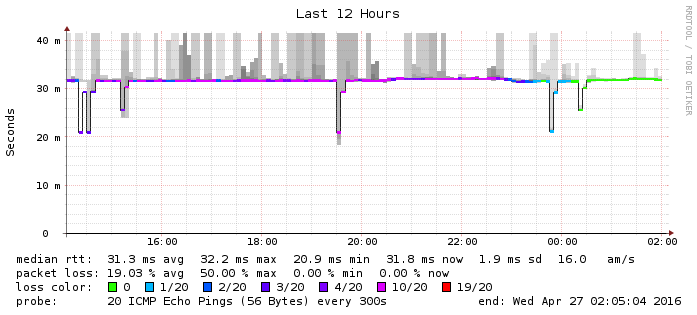 Last 12 Hours
RRDTOOL / TOBI OETIKER
Seconds
40 m
30 m
20 m
10 m
0
16:00 18:00 20:00 22:00 00:00 02:00
median rtt: 31.3 ms avg 32.2 ms max 20.9 ms min 31.8 ms now 1.9 ms sd 16.0 am/s
packet loss: 19.03 % avg 50.00 % max 0.00 % min 0.00 % now
loss color: 0 1/20 2/20 3/20 4/20 10/20 19/20
probe: 20 ICMP Echo Pings (56 Bytes) every 300s end: Wed Apr 27 02:05:04 2016